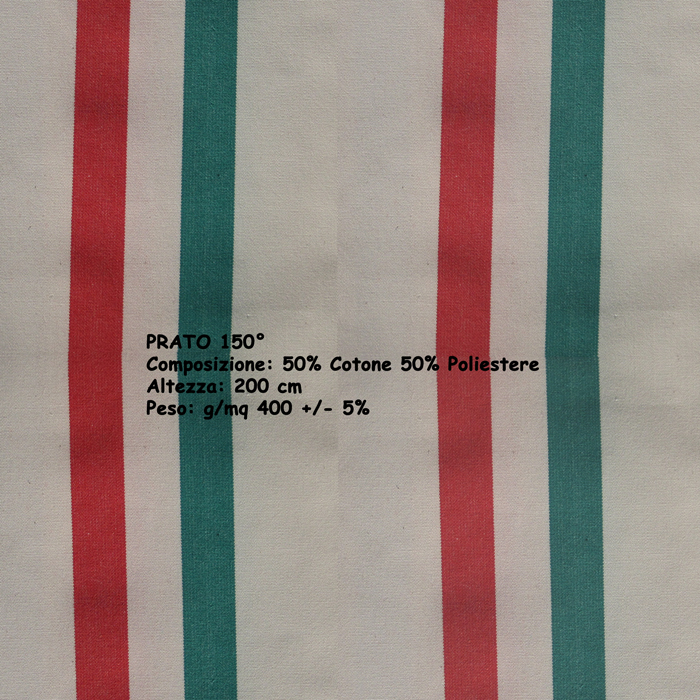 PRATO 150°
Composizione: 50% Cotone 50% Poliestere
Altezza: 200 cm
Peso: g/mq 400 +/- 5%